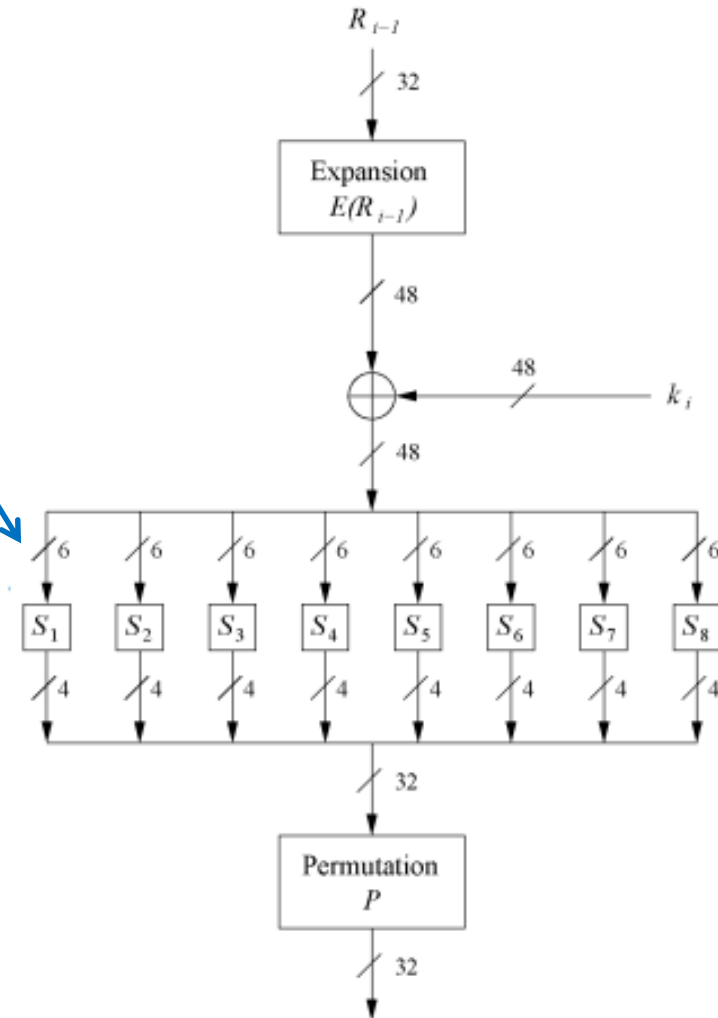 R i−1
32
Expansion
E(R i−1)
48
48
k i
48
6 6 6 6 6 6 6 6
S1 S2 S3 S4 S5 S6 S7 S8
4 4 4 4 4 4 4 4
32
Permutation
P
32